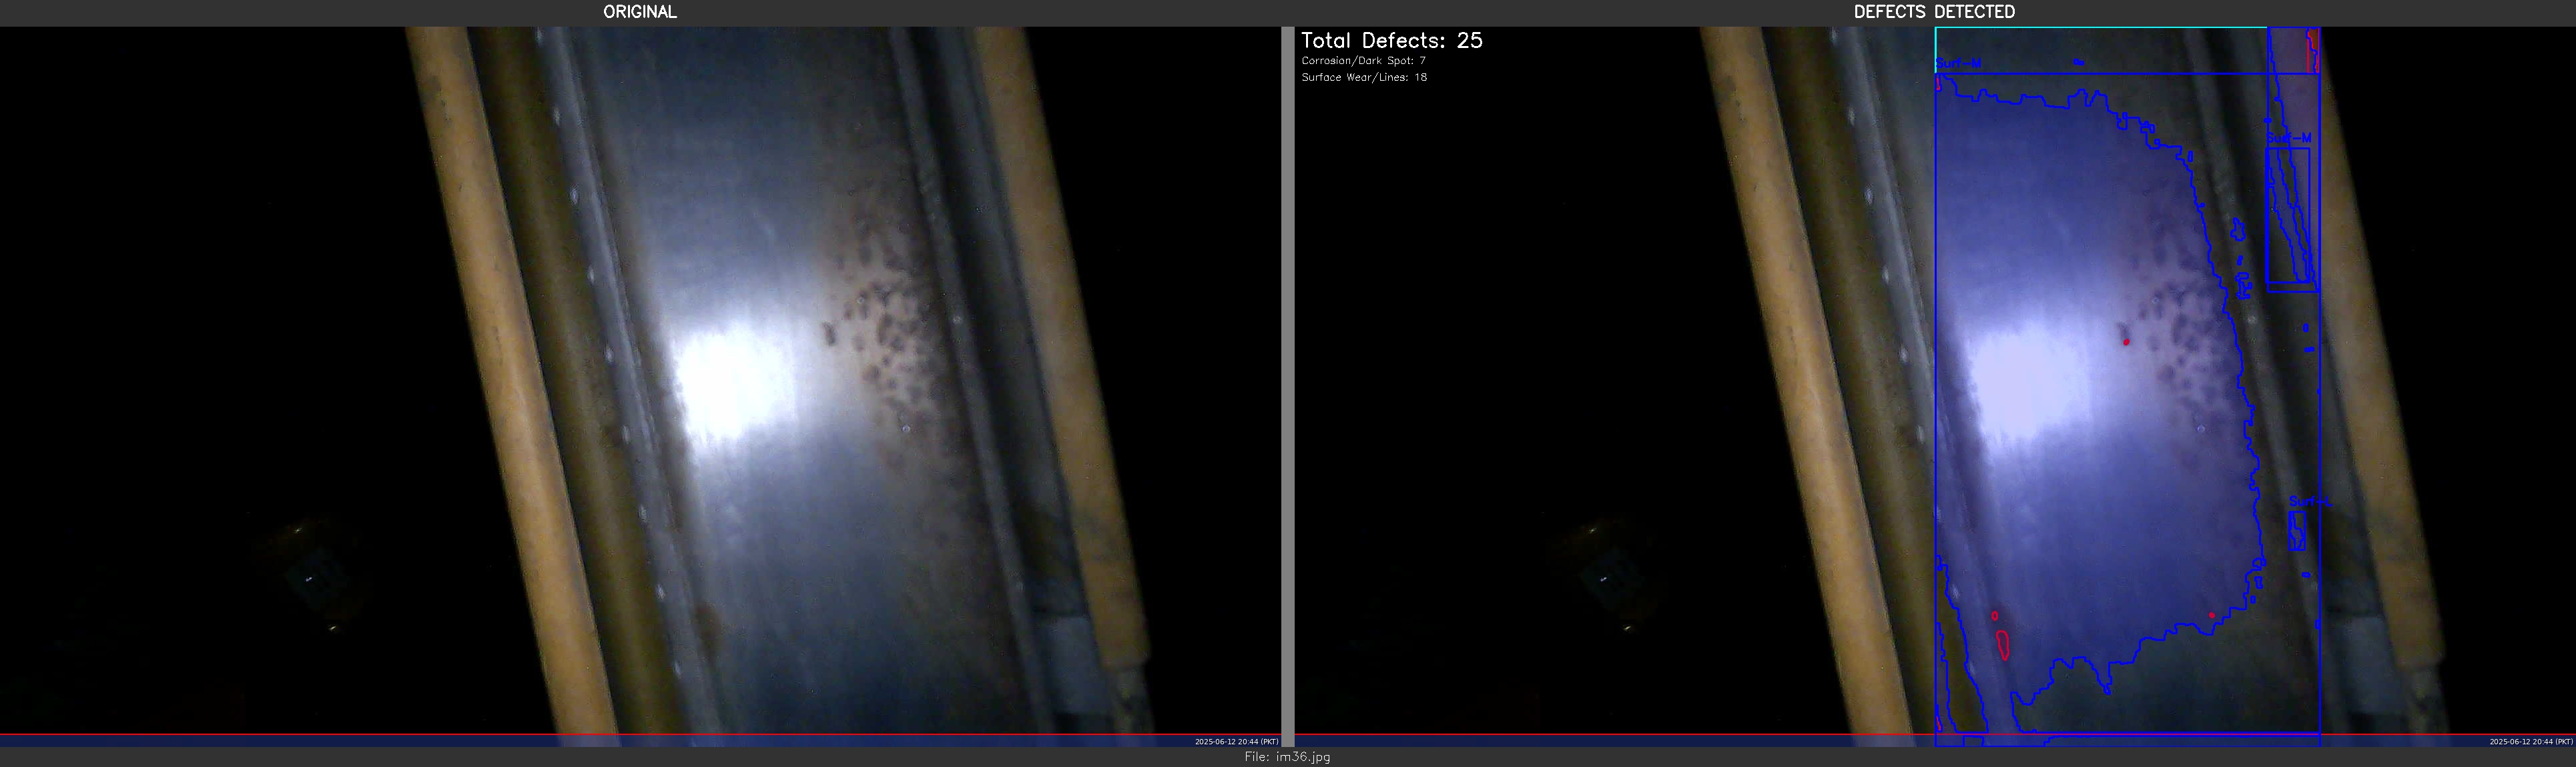 ORIGINAL
DEFECTS DETECTED
Total Defects: 25
Corrosion/Dark Spot: 7
Surface Wear/Lines: 18
Surf-M
Surf-M
Surf-L
2025-06-12 20:44 (PKT)
2025-06-12 20:44 (PKT)
File: im36.jpg